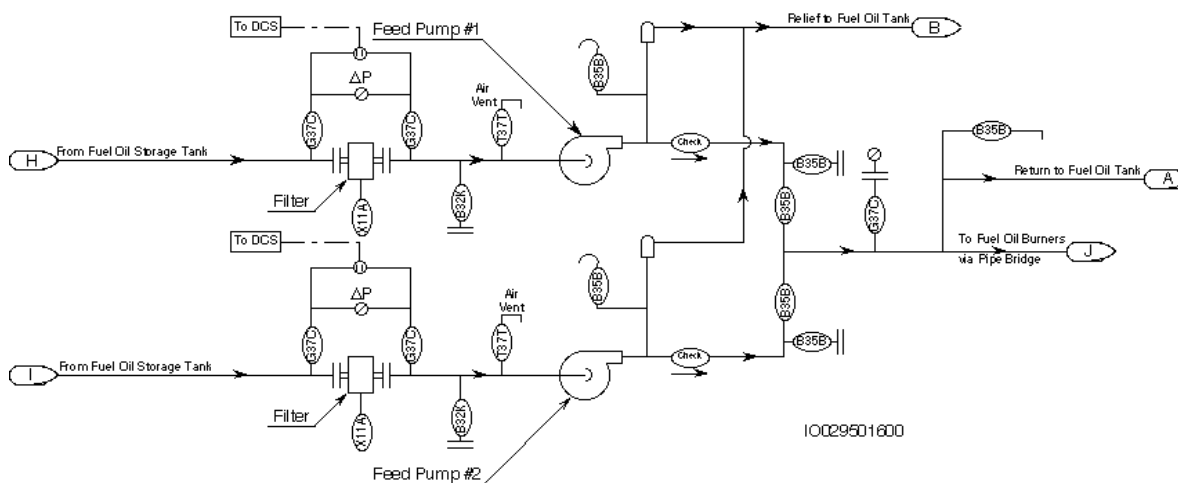 To DCS
Feed Pump #1
Relief to Fuel Oil Tank
B
ΔP
Air
Vent
B35B
G37C
G37C
T37T
Check
B35B
From Fuel Oil Storage Tank
H
B35B
Return to Fuel Oil Tank
A
Filter
X11A
B32K
B35B
G37C
To DCS
To Fuel Oil Burners
via Pipe Bridge
J
ΔP
Air
Vent
B35B
B35B
G37C
G37C
T37T
Check
B35B
From Fuel Oil Storage Tank
I
Filter
X11A
B32K
IO029501600
Feed Pump #2